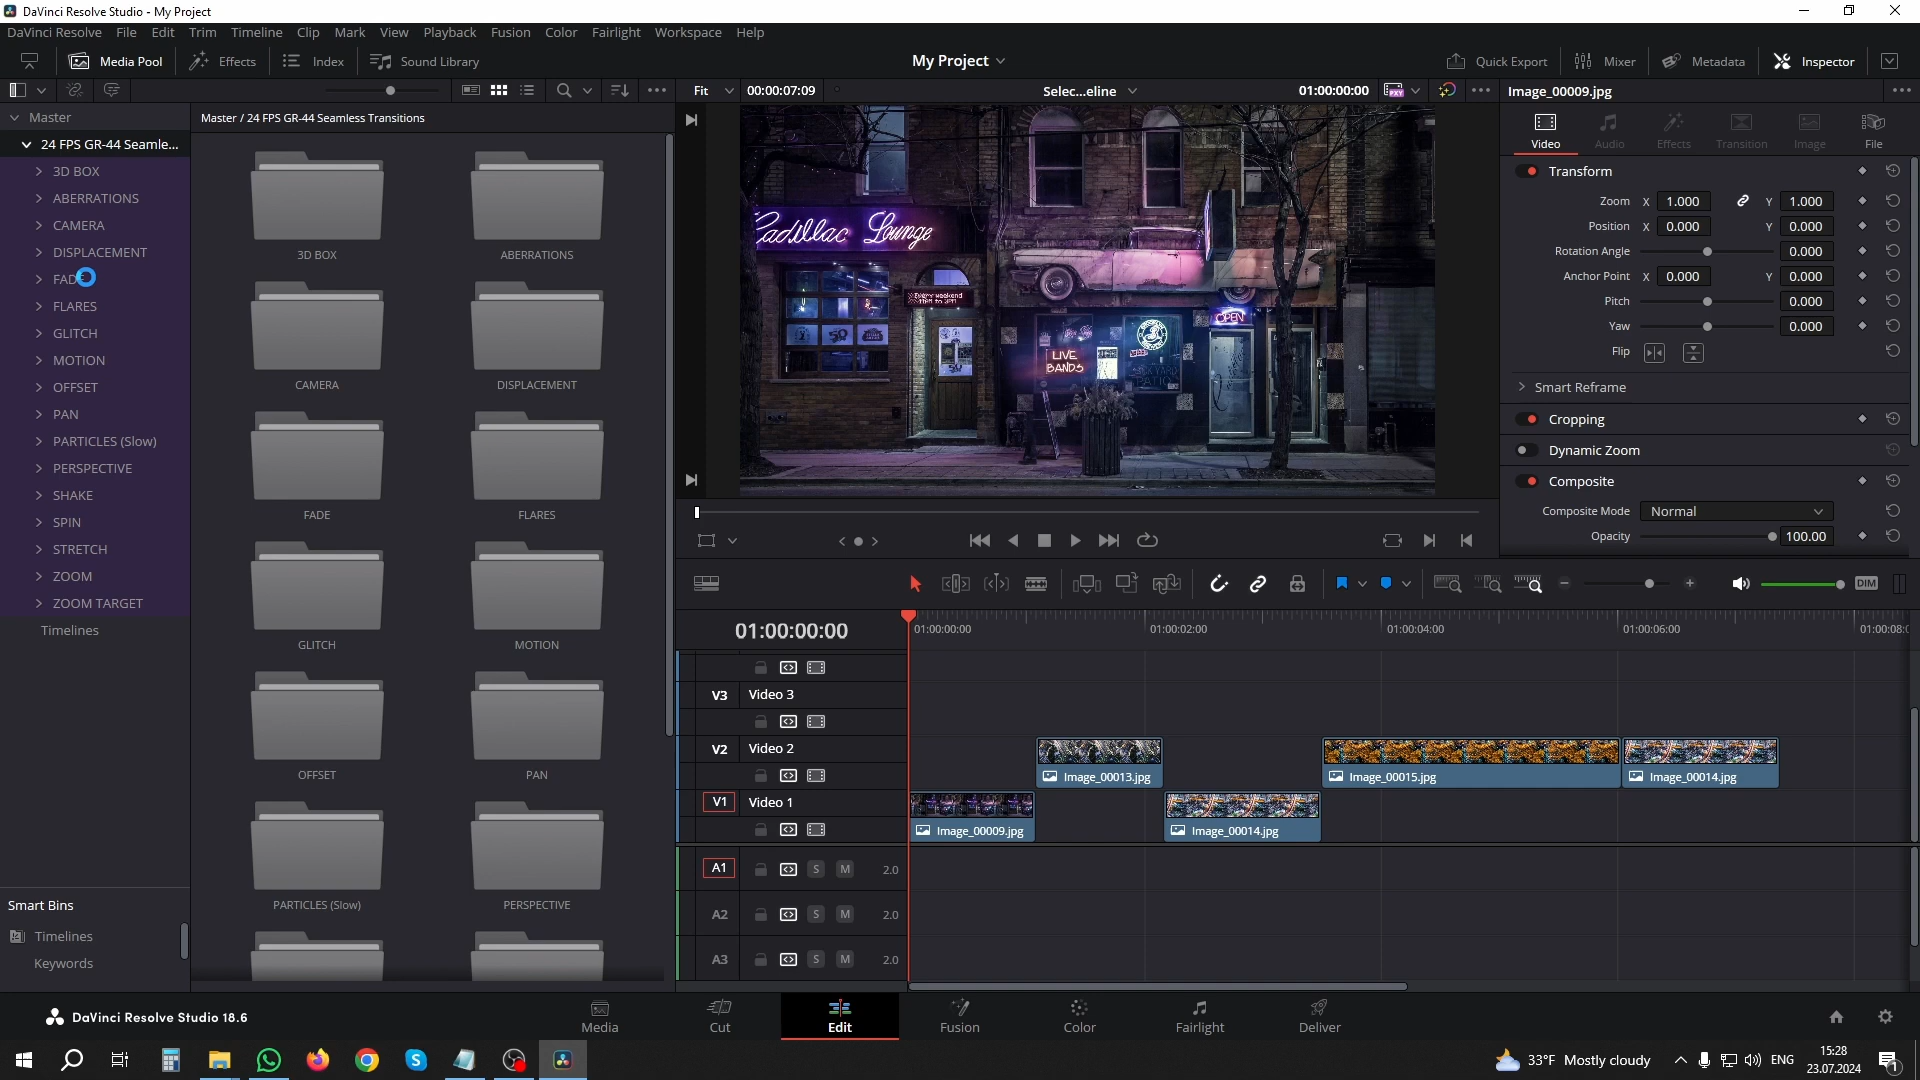 DaVinci Resolve Studio - My Project
DaVinci Resolve File Edit Trim Timeline Clip Mark View Playback Fusion Color Fairlight Workspace Help
Media Pool Effects Index Sound Library My Project Quick Export Mixer Metadata Inspector
Fit 00:00:07:09 Selec...eline 01:00:00:00 Image_00009.jpg
Master
Master / 24 FPS GR-44 Seamless Transitions
24 FPS GR-44 Seamle...
3D BOX
ABERRATIONS
CAMERA
DISPLACEMENT
FAD
FLARES
GLITCH
MOTION
OFFSET
PAN
PARTICLES (Slow)
PERSPECTIVE
SHAKE
SPIN
STRETCH
ZOOM
ZOOM TARGET
Timelines
Smart Bins
Timelines
Keywords
3D BOX ABERRATIONS
CAMERA DISPLACEMENT
FADE FLARES
GLITCH MOTION
OFFSET PAN
PARTICLES (Slow) PERSPECTIVE
Cadillac Lounge
OPEN
LIVE
BANDS
Video Audio Effects Transition Image File
Transform
Zoom X 1.000 Y 1.000
Position X 0.000 Y 0.000
Rotation Angle 0.000
Anchor Point X 0.000 Y 0.000
Pitch 0.000
Yaw 0.000
Flip
Smart Reframe
Cropping
Dynamic Zoom
Composite
Composite Mode Normal
Opacity 100.00
DIM
01:00:00:00
01:00:00:00 01:00:02:00 01:00:04:00 01:00:06:00 01:00:08:0
V3 Video 3
V2 Video 2
Image_00013.jpg Image_00015.jpg Image_00014.jpg
V1 Video 1
Image_00009.jpg Image_00014.jpg
A1 S M 2.0
A2 S M 2.0
A3 S M 2.0
DaVinci Resolve Studio 18.6
Media Cut Edit Fusion Color Fairlight Deliver
33°F Mostly cloudy ENG 15:28
23.07.2024
1